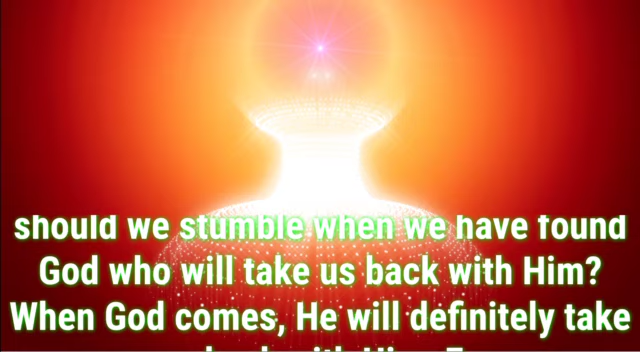 should we stumble when we have found
God who will take us back with Him?
When God comes, He will definitely take